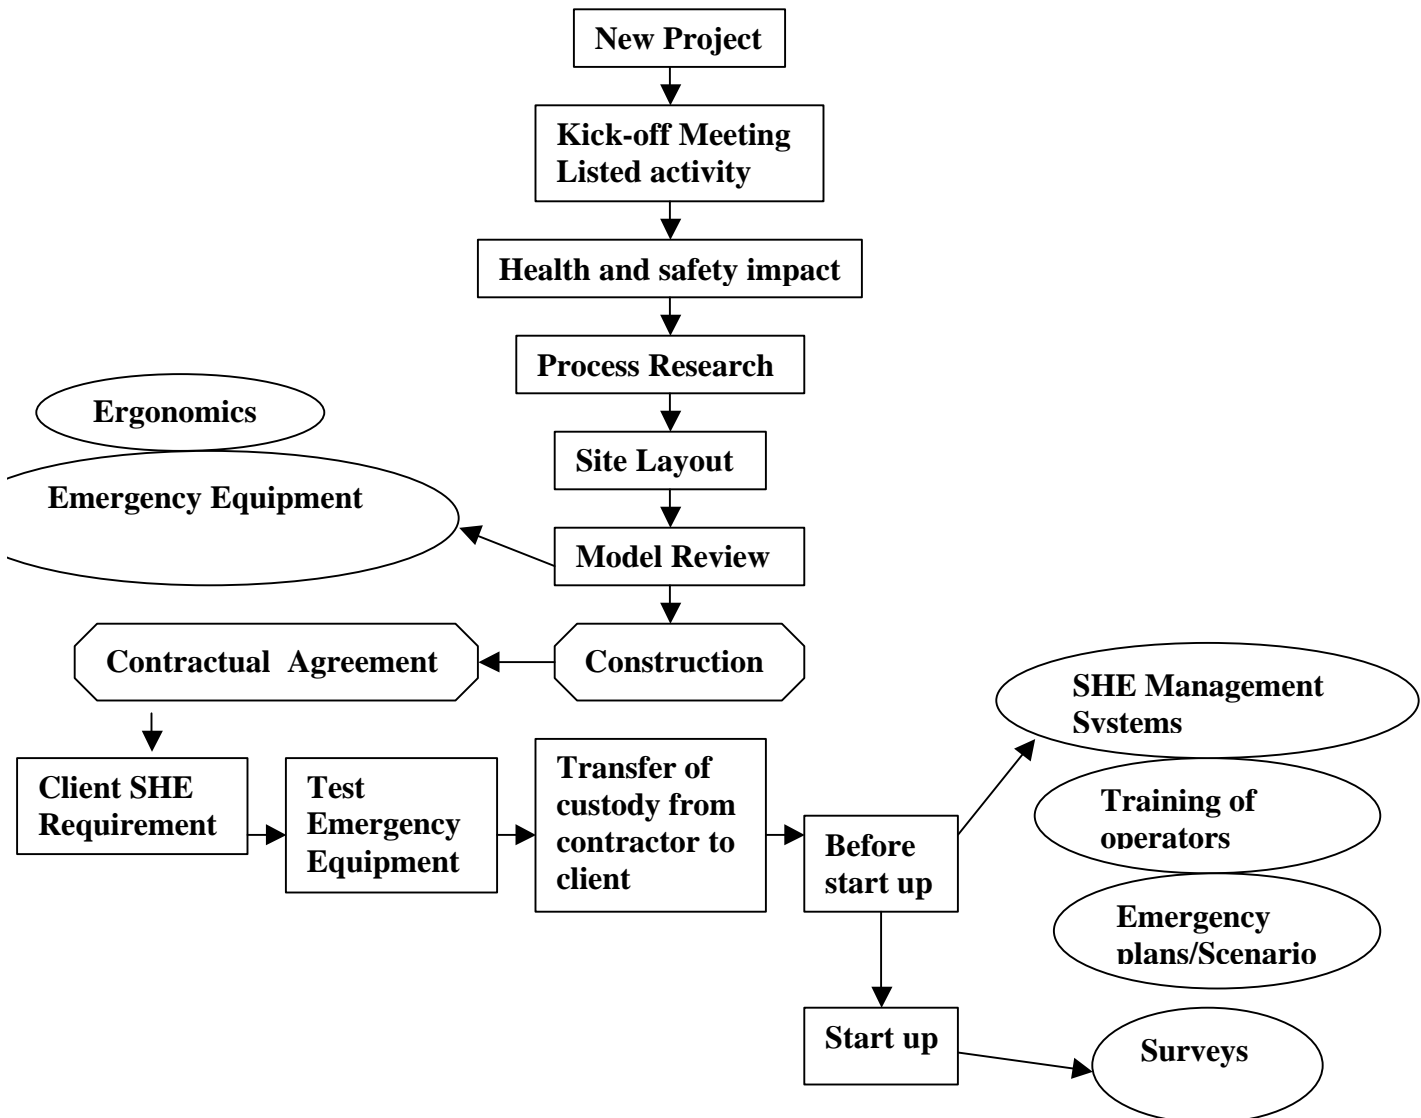 New Project
Kick-off Meeting
Listed activity
Health and safety impact
Process Research
Ergonomics
Site Layout
Emergency Equipment
Model Review
Contractual Agreement
Construction
SHE Management
Systems
Client SHE
Requirement
Test
Emergency
Equipment
Transfer of
custody from
contractor to
client
Before
start up
Training of
operators
Emergency
plans/Scenario
Start up
Surveys